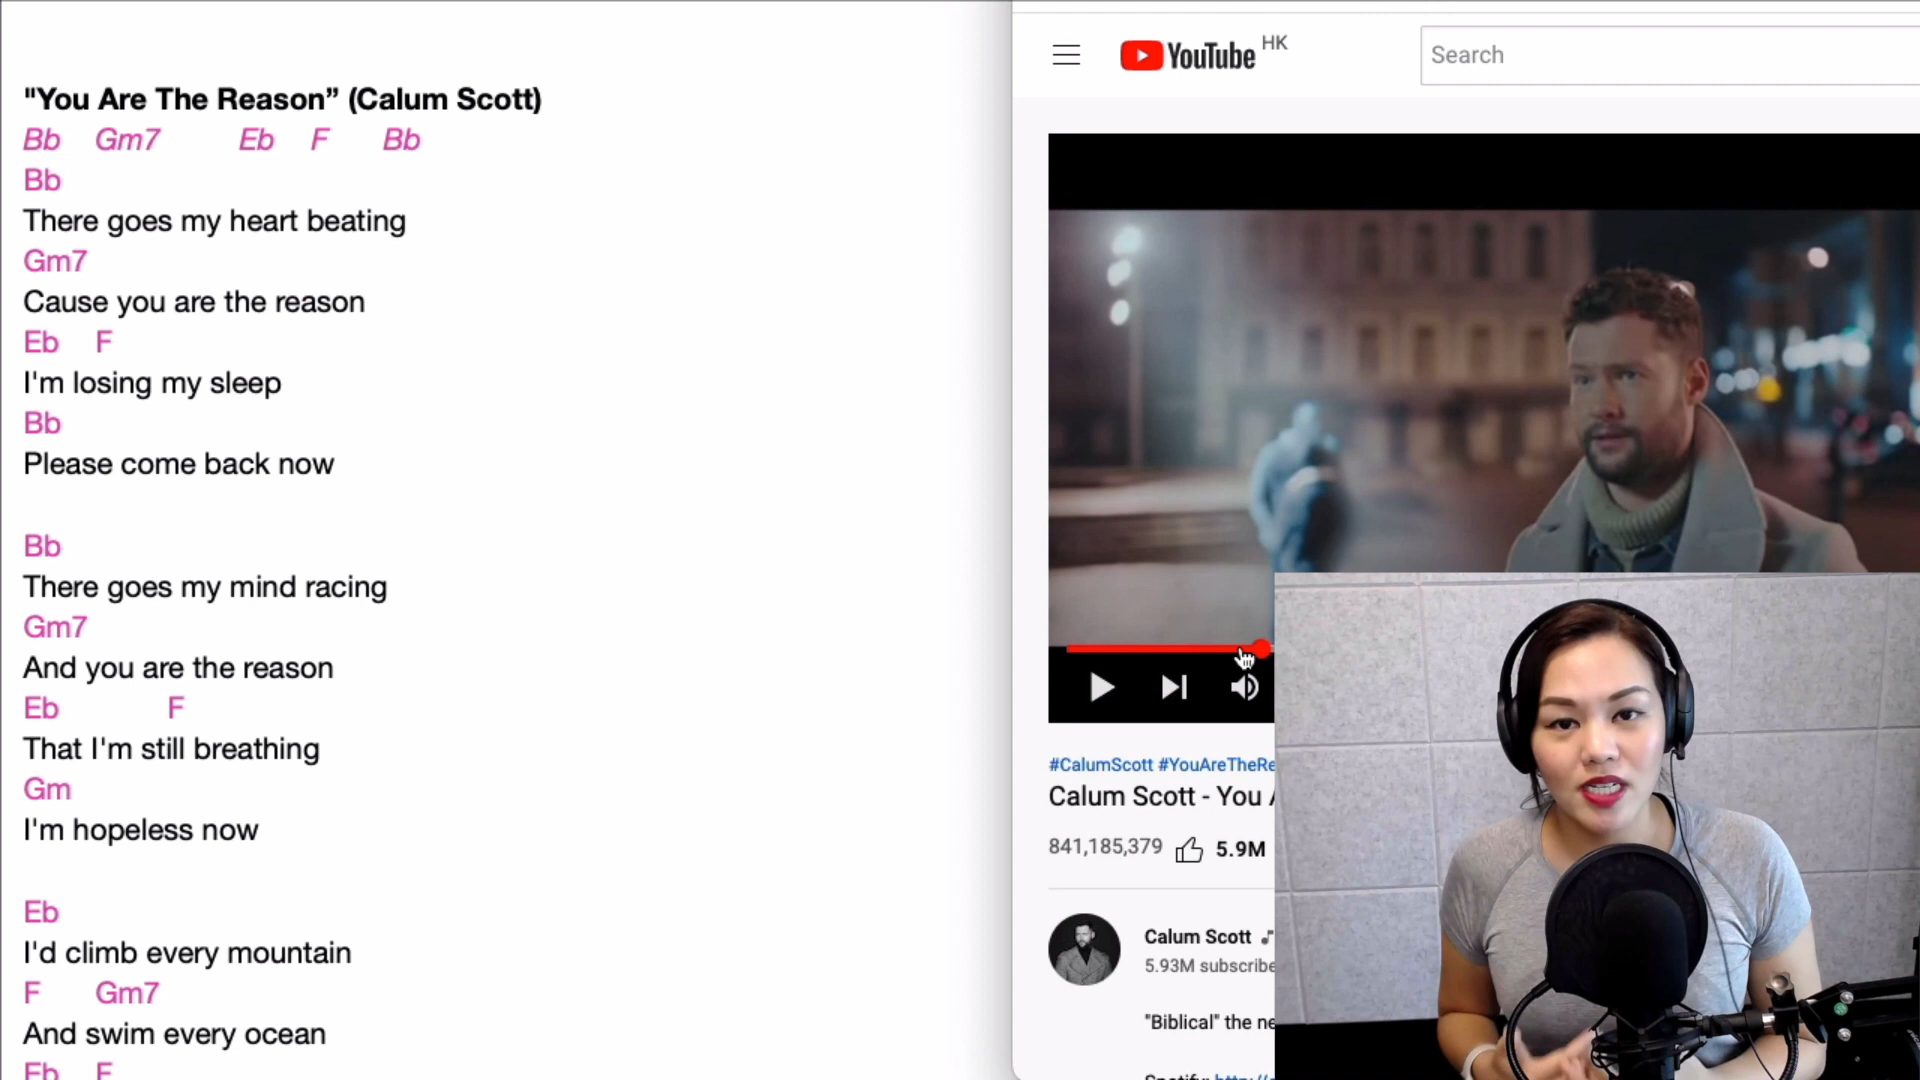 "You Are The Reason” (Calum Scott)
Bb Gm7 Eb F Bb
Bb
There goes my heart beating
Gm7
Cause you are the reason
Eb F
I'm losing my sleep
Bb
Please come back now
Bb
There goes my mind racing
Gm7
And you are the reason
Eb F
That I'm still breathing
Gm
I'm hopeless now
Eb
I'd climb every mountain
F Gm7
And swim every ocean
Eb F
YouTube HK
Search
#CalumScott #YouAreTheRe
Calum Scott - You
841,185,379 5.9M
Calum Scott
5.93M subscribe
"Biblical" the ne
Spotify: http://